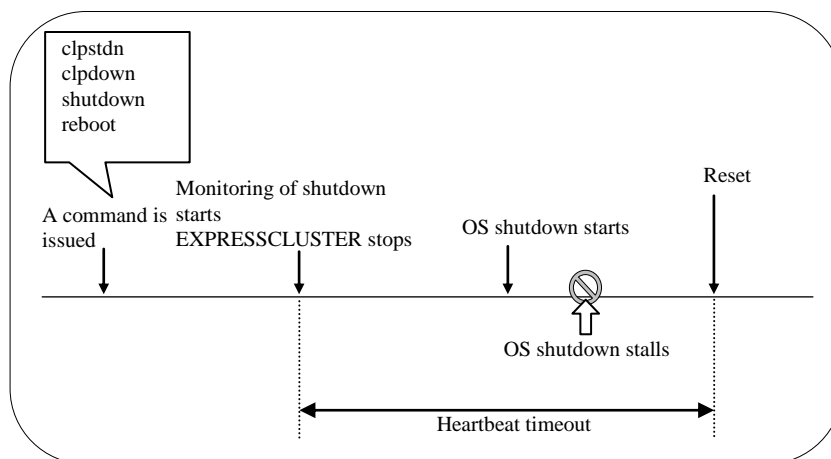 clpstdn
clpdown
shutdown
reboot
A command is
issued
Monitoring of shutdown
starts
EXPRESSCLUSTER stops
OS shutdown starts
Reset
OS shutdown stalls
Heartbeat timeout